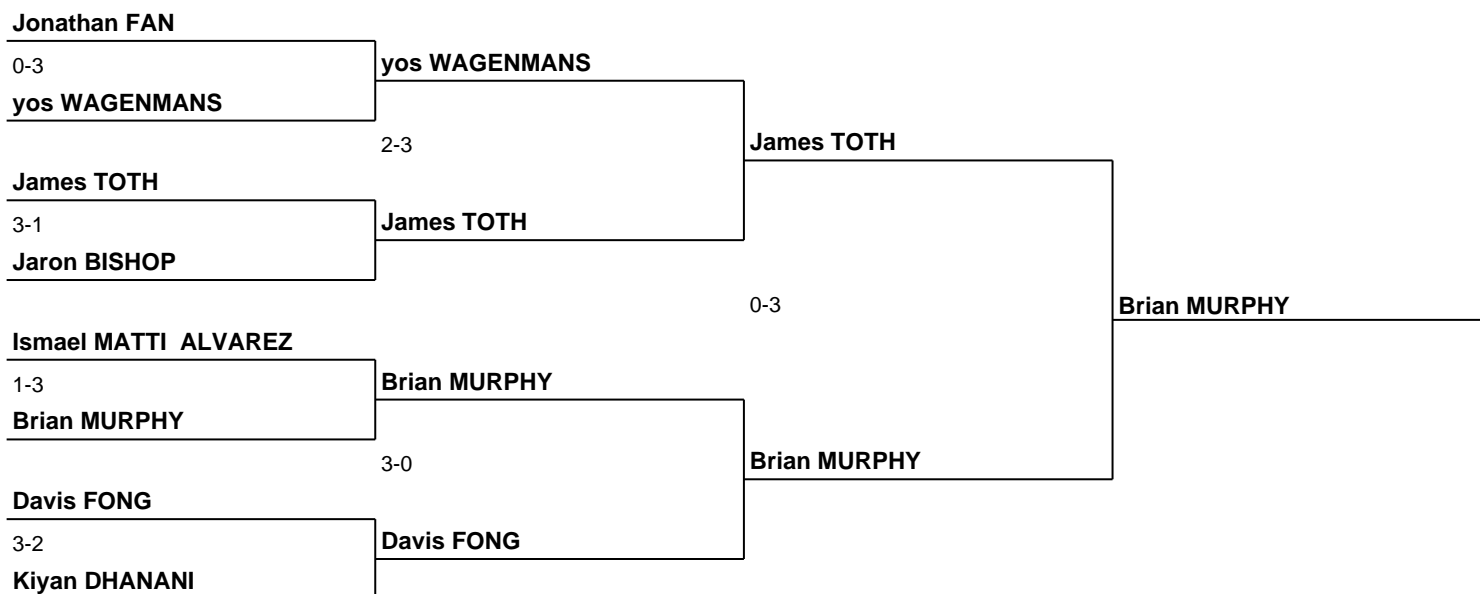 Jonathan FAN
0-3
yos WAGENMANS
yos WAGENMANS
2-3
James TOTH
James TOTH
3-1
James TOTH
Jaron BISHOP
0-3
Brian MURPHY
Ismael MATTI  ALVAREZ
1-3
Brian MURPHY
Brian MURPHY
3-0
Brian MURPHY
Davis FONG
3-2
Davis FONG
Kiyan DHANANI